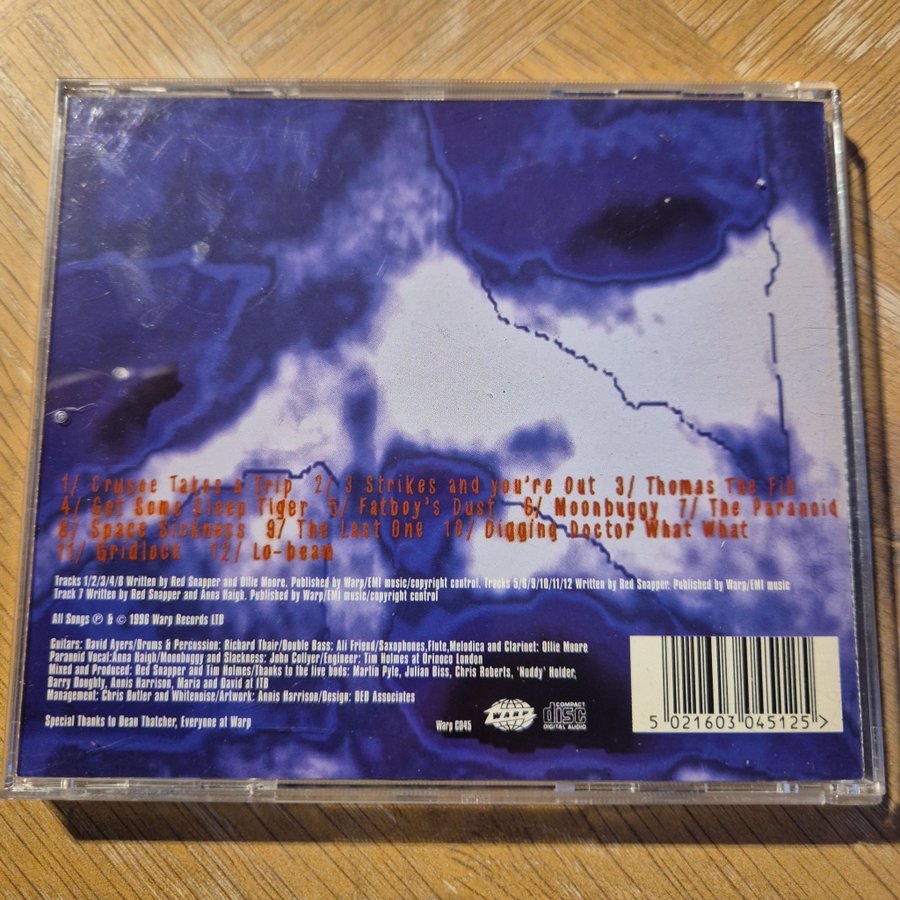 1/ Crusoe Takes a Trip 2/ 3 Strikes and you're Out 3/ Thomas The Fib
4/ Get Some Sleep Tiger 5/ Fatboy's Dust 6/ Moonbuggy 7/ The Paranoid
8/ Space Sickness 9/ The Last One 10/ Digging Doctor What What
11/ Gridlock 12/ Lo-beam
Tracks 1/2/3/4/8 Written by Red Snapper and Ollie Moore. Published by Warp/EMI music/copyright control. Tracks 5/6/9/10/11/12 Written by Red Snapper. Published by Warp/EMI music
Track 7 Written by Red Snapper and Anna Haigh. Published by Warp/EMI music/copyright control
All Songs ℗ & © 1996 Warp Records LTD
Guitars: David Ayers/Drums & Percussion: Richard Thair/Double Bass: Ali Friend/Saxophones,Flute,Melodica and Clarinet: Ollie Moore
Paranoid Vocal:Anna Haigh/Moonbuggy and Slackness: John Collyer/Engineer: Tim Holmes at Orinoco London
Mixed and Produced: Red Snapper and Tim Holmes/Thanks to the live bods: Martin Pyle, Julian Biss, Chris Roberts, 'Noddy' Holder,
Barry Doughty, Annis Harrison, Maria and David at ITB
Management: Chris Butler and Whitenoise/Artwork: Annis Harrison/Design: DED Associates
Special Thanks to Dean Thatcher, Everyone at Warp
Warp CD45
WARP
COMPACT
disc
DIGITAL AUDIO
5 021603 045125 >